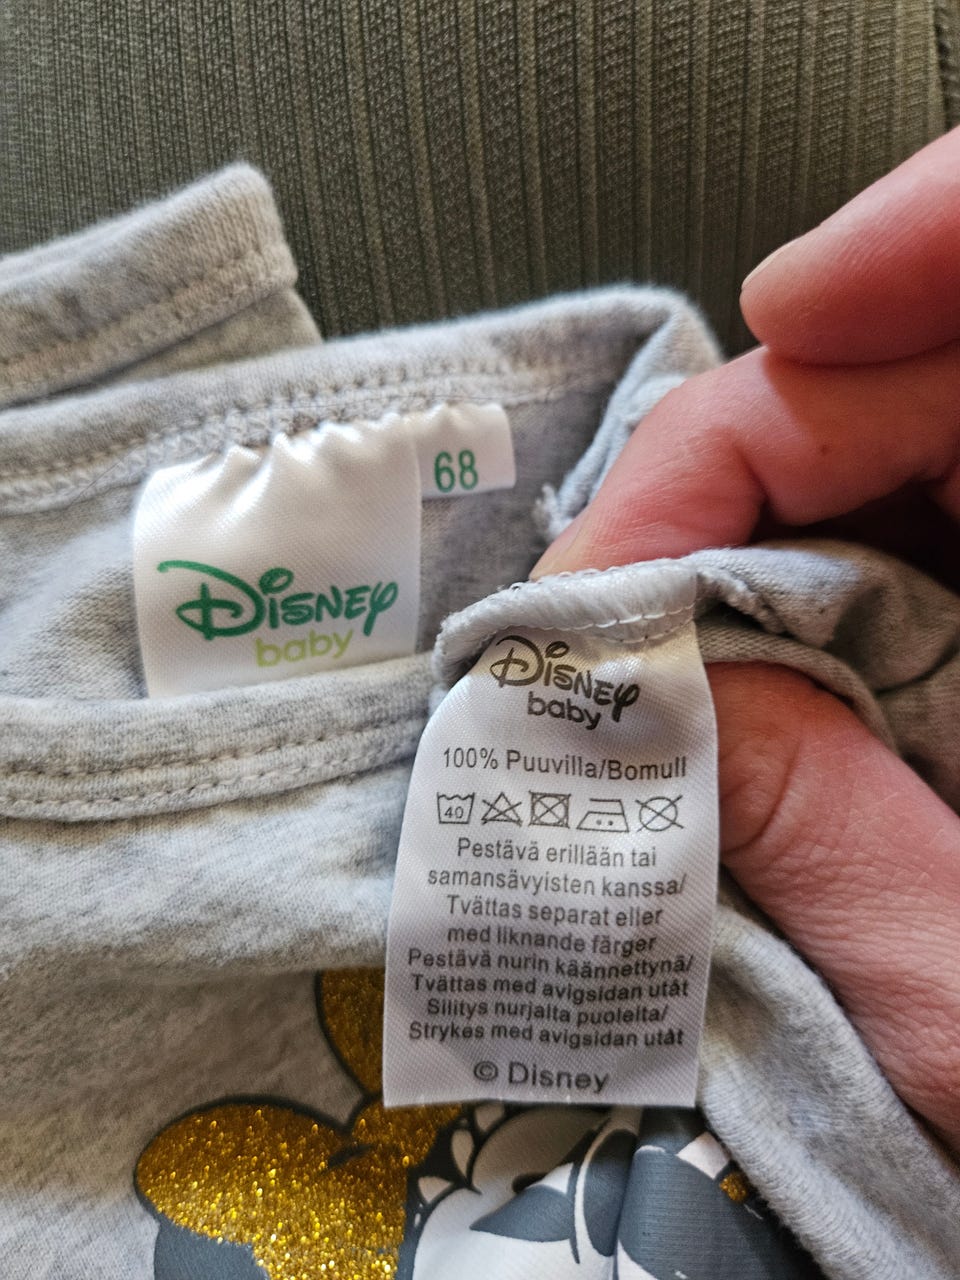 68
Disney
baby
Disney
baby
100% Puuvilla/Bomull
40
Pestävä erillään tai
samansävyisten kanssa/
Tvättas separat eller
med liknande färger
Pestävä nurin käännettynä/
Tvättas med avigsidan utåt
Silitys nurjalta puolelta/
Strykes med avigsidan utåt
© Disney